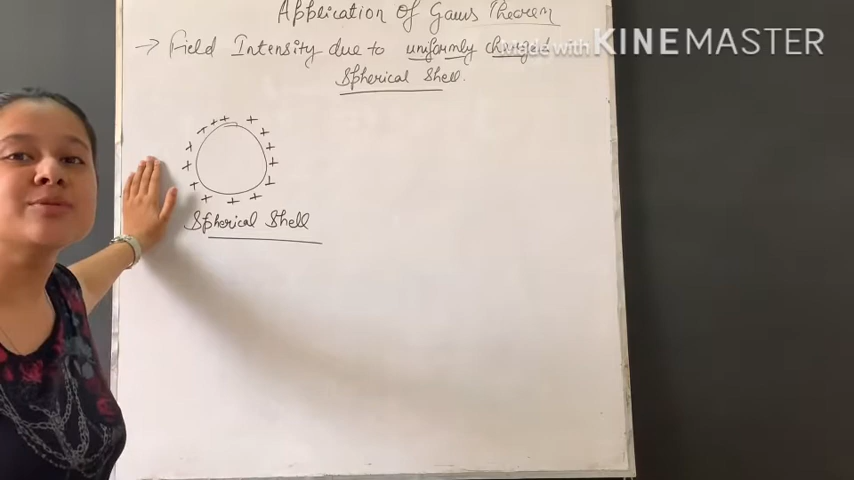 Application Of Gauss Theorem
→ Field Intensity due to uniformly charged
Made with KINEMASTER
Spherical Shell.
+ + + + + + + + + + + + + + +
Spherical Shell